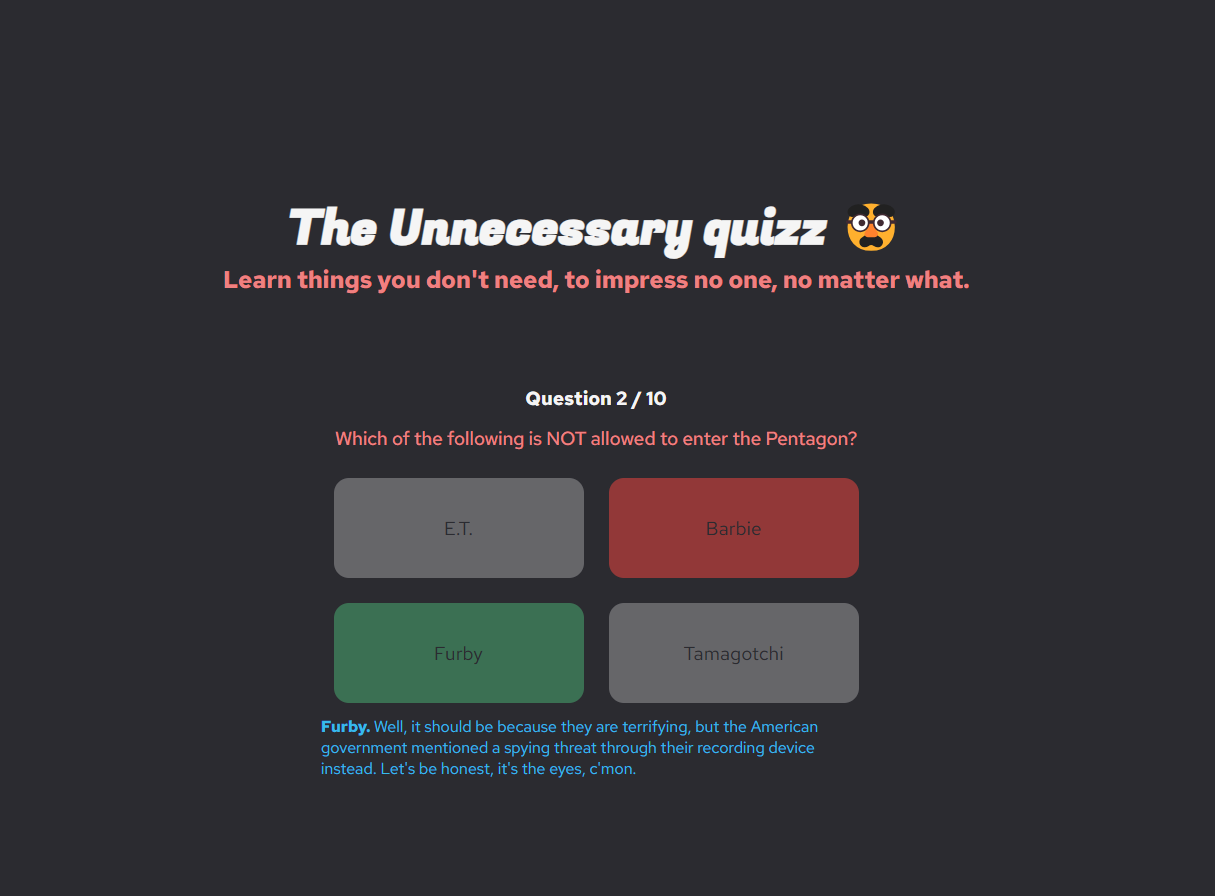 The Unnecessary quizz
Learn things you don't need, to impress no one, no matter what.
Question 2 / 10
Which of the following is NOT allowed to enter the Pentagon?
E.T.
Barbie
Furby
Tamagotchi
Furby. Well, it should be because they are terrifying, but the American
government mentioned a spying threat through their recording device
instead. Let's be honest, it's the eyes, c'mon.